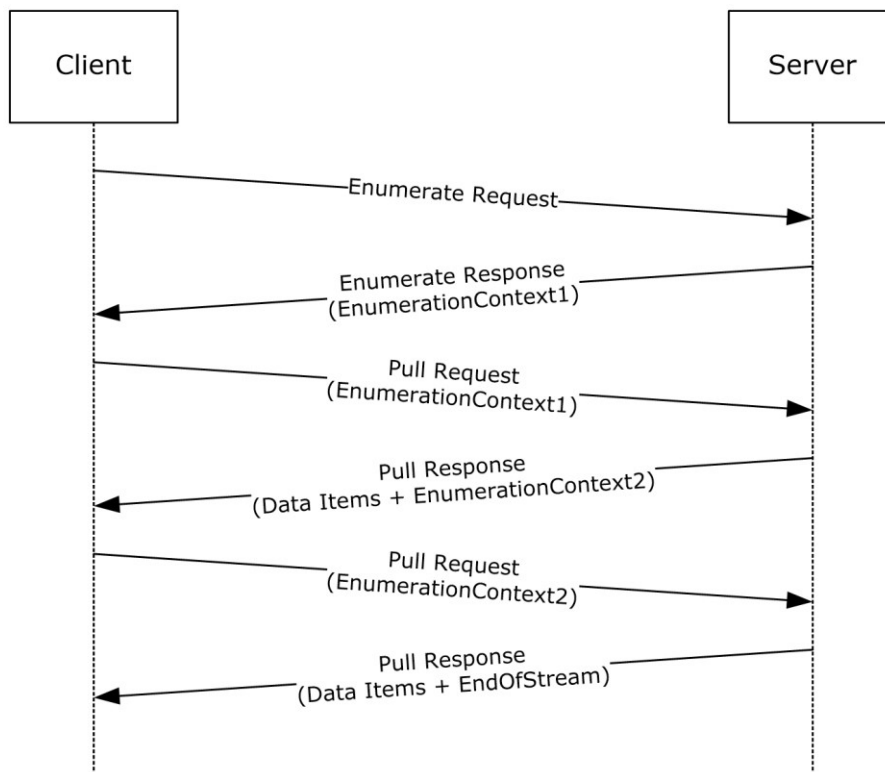 Client
Server
Enumerate Request
Enumerate Response
(EnumerationContext1)
Pull Request
(EnumerationContext1)
Pull Response
(Data Items + EnumerationContext2)
Pull Request
(EnumerationContext2)
Pull Response
(Data Items + EndOfStream)